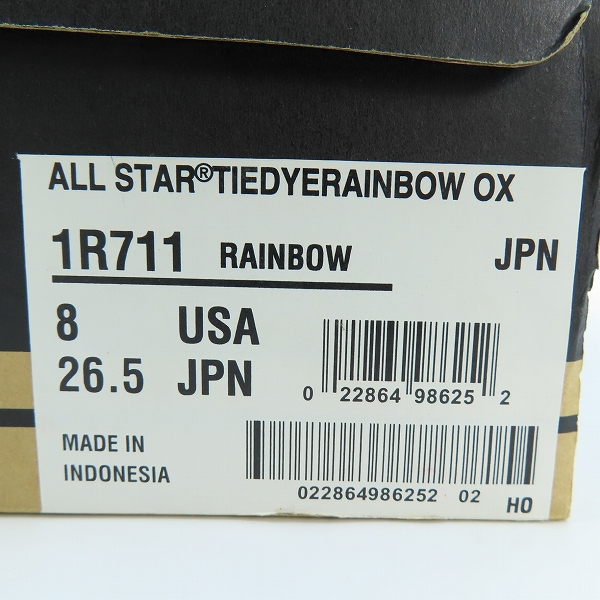 ALL STAR®TIEDYERAINBOW OX
1R711 RAINBOW JPN
8 USA
26.5 JPN
0 22864 98625 2
MADE IN
INDONESIA
022864986252 02
HO